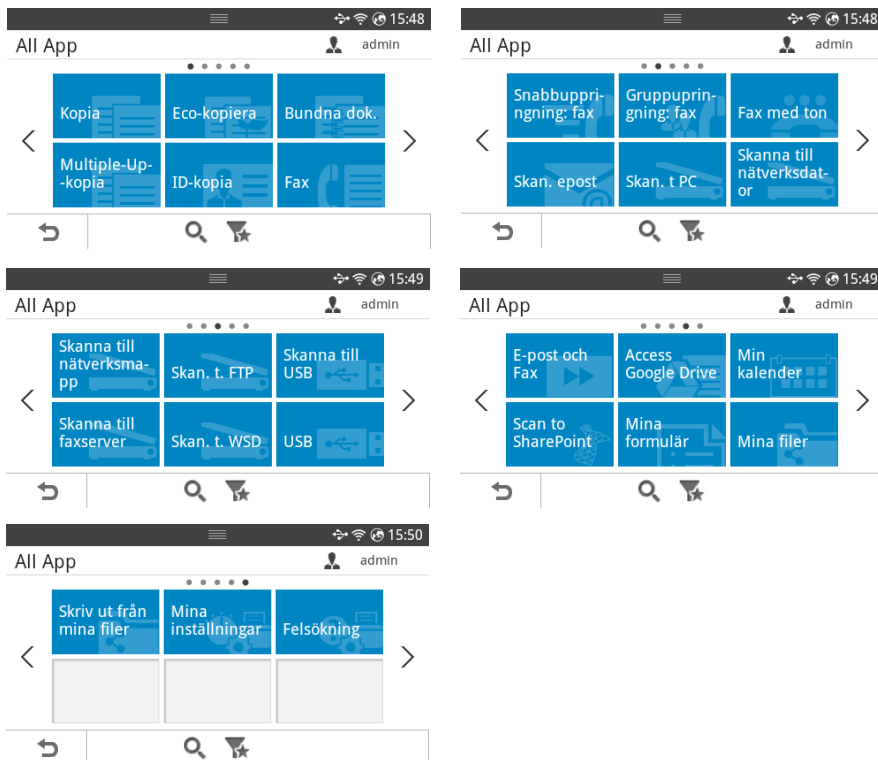 15:48
All App
admin
Kopia
Eco-kopiera
Bundna dok.
Multiple-Up-
-kopia
ID-kopia
Fax
15:48
All App
admin
Snabbuppri-
ngning: fax
Gruppuprin-
gning: fax
Fax med ton
Skan. epost
Skan. t PC
Skanna till
nätverksdat-
or
15:49
All App
admin
Skanna till
nätverksma-
pp
Skan. t. FTP
Skanna till
USB
Skanna till
faxserver
Skan. t. WSD
USB
15:49
All App
admin
E-post och
Fax
Access
Google Drive
Min
kalender
Scan to
SharePoint
Mina
formulär
Mina filer
15:50
All App
admin
Skriv ut från
mina filer
Mina
inställningar
Felsökning